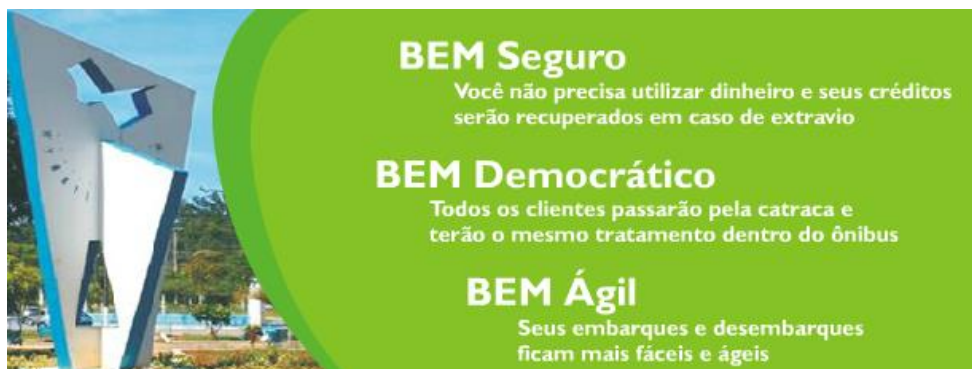 BEM Seguro
Você não precisa utilizar dinheiro e seus créditos
serão recuperados em caso de extravio
BEM Democrático
Todos os clientes passarão pela catraca e
terão o mesmo tratamento dentro do ônibus
BEM Ágil
Seus embarques e desembarques
ficam mais fáceis e ágeis